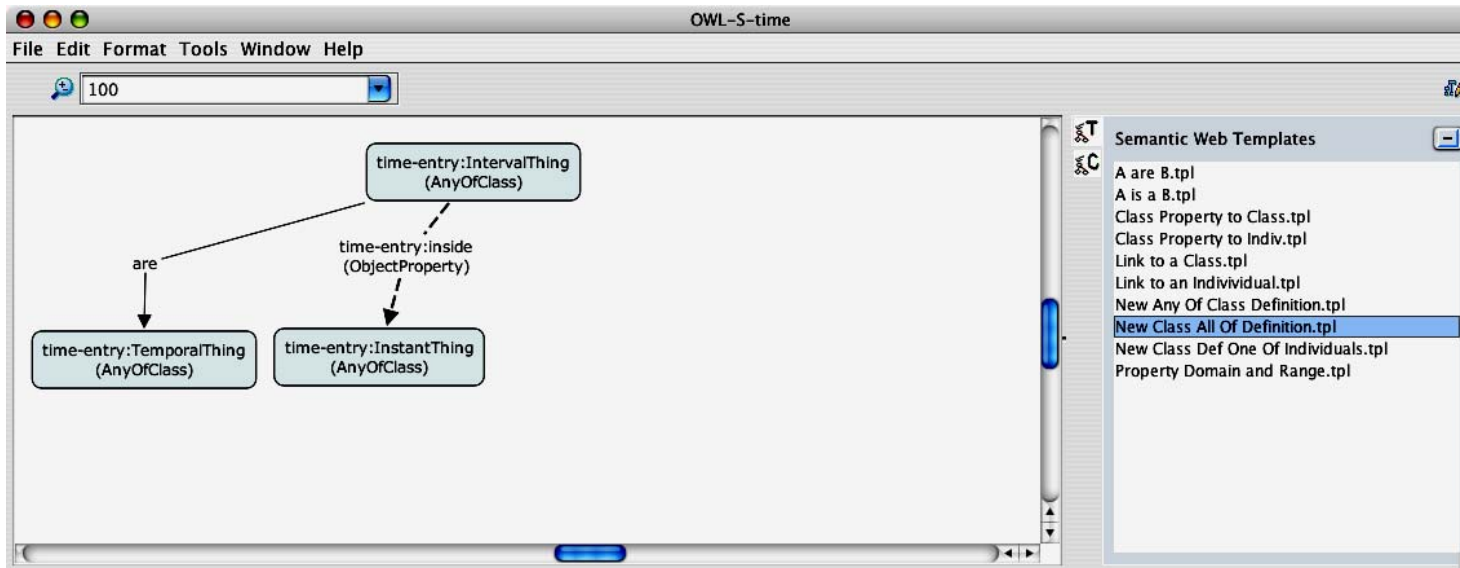 OWL-S-time
File Edit Format Tools Window Help
100
time-entry:IntervalThing
(AnyOfClass)
are
time-entry:inside
(ObjectProperty)
time-entry:TemporalThing
(AnyOfClass)
time-entry:InstantThing
(AnyOfClass)
T
C
Semantic Web Templates
A are B.tpl
A is a B.tpl
Class Property to Class.tpl
Class Property to Indiv.tpl
Link to a Class.tpl
Link to an Indivividual.tpl
New Any Of Class Definition.tpl
New Class All Of Definition.tpl
New Class Def One Of Individuals.tpl
Property Domain and Range.tpl